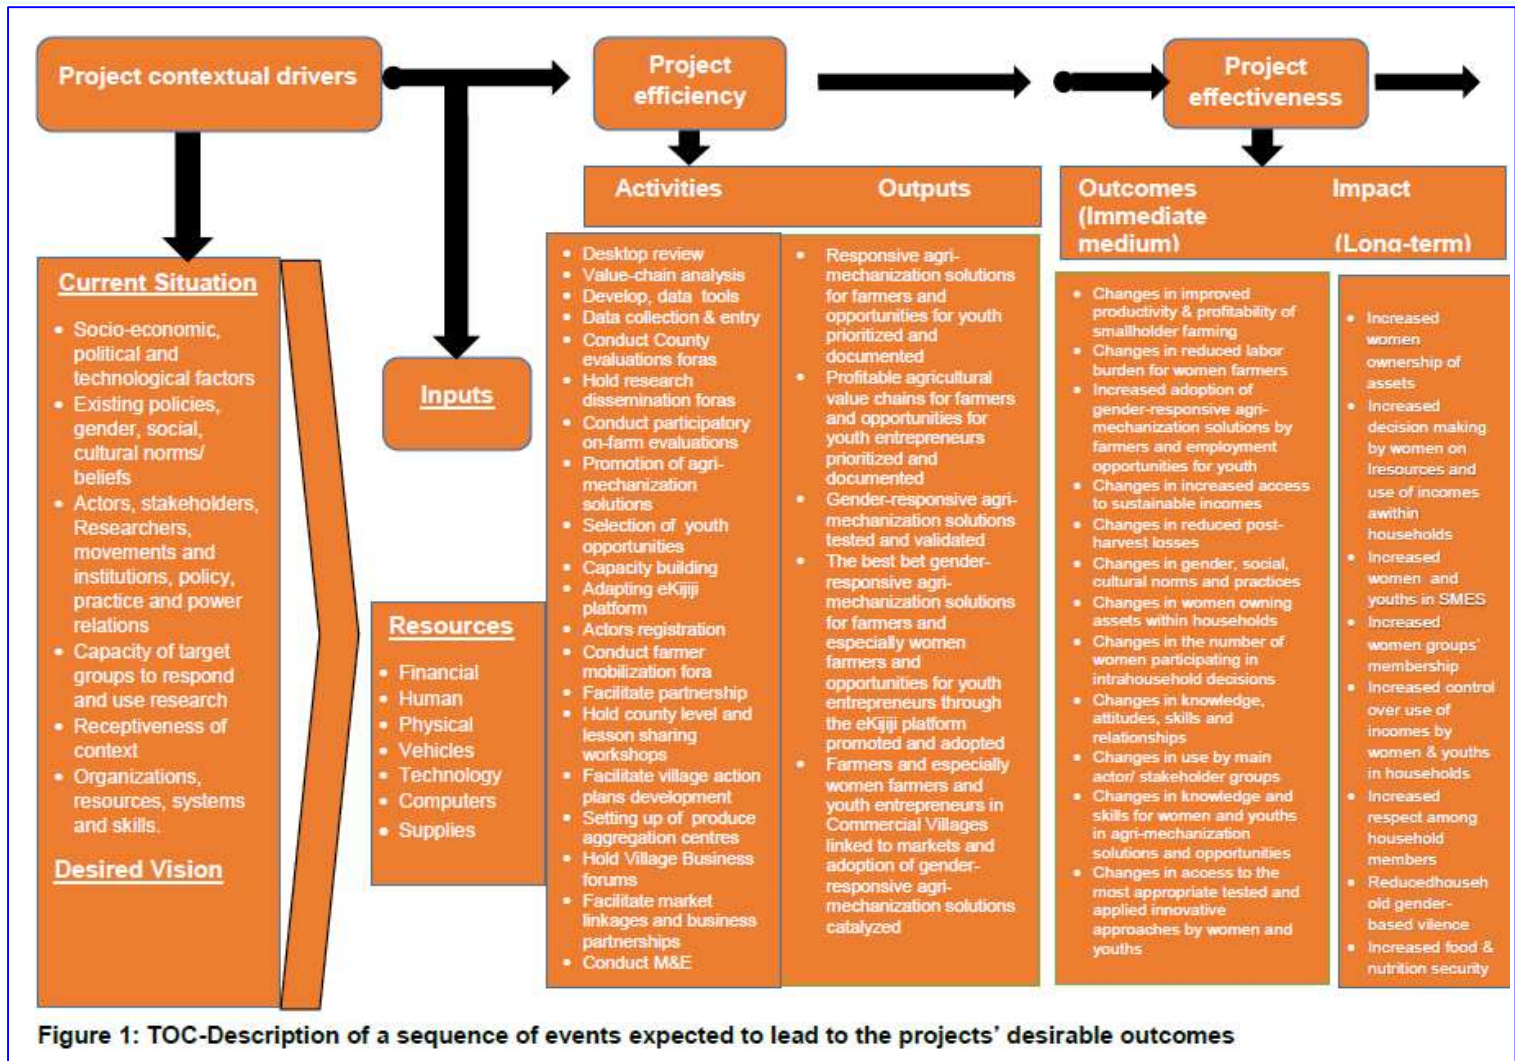 Project contextual drivers
Project
efficiency
Project
effectiveness
Activities
Outputs
Outcomes
(Immediate
medium)
Impact
(Long-term)
Current Situation
• Socio-economic,
political and
technological factors
• Existing policies,
gender, social,
cultural norms/
beliefs
• Actors, stakeholders,
Researchers,
movements and
institutions, policy,
practice and power
relations
• Capacity of target
groups to respond
and use research
• Receptiveness of
context
• Organizations,
resources, systems
and skills.
Desired Vision
Inputs
Resources
• Financial
• Human
• Physical
• Vehicles
• Technology
• Computers
• Supplies
• Desktop review
• Value-chain analysis
• Develop, data tools
• Data collection & entry
• Conduct County
evaluations foras
• Hold research
dissemination foras
• Conduct participatory
on-farm evaluations
• Promotion of agri-
mechanization
solutions
• Selection of youth
opportunities
• Capacity building
• Adapting eKijiji
platform
• Actors registration
• Conduct farmer
mobilization fora
• Facilitate partnership
• Hold county level and
lesson sharing
workshops
• Facilitate village action
plans development
• Setting up of produce
aggregation centres
• Hold Village Business
forums
• Facilitate market
linkages and business
partnerships
• Conduct M&E
• Responsive agri-
mechanization solutions
for farmers and
opportunities for youth
prioritized and
documented
• Profitable agricultural
value chains for farmers
and opportunities for
youth entrepreneurs
prioritized and
documented
• Gender-responsive agri-
mechanization solutions
tested and validated
• The best bet gender-
responsive agri-
mechanization solutions
for farmers and
especially women
farmers and
opportunities for youth
entrepreneurs through
the eKijiji platform
promoted and adopted
• Farmers and especially
women farmers and
youth entrepreneurs in
Commercial Villages
linked to markets and
adoption of gender-
responsive agri-
mechanization solutions
catalyzed
• Changes in improved
productivity & profitability of
smallholder farming
• Changes in reduced labor
burden for women farmers
• Increased adoption of
gender-responsive agri-
mechanization solutions by
farmers and employment
opportunities for youth
• Changes in increased access
to sustainable incomes
• Changes in reduced post-
harvest losses
• Changes in gender, social,
cultural norms and practices
• Changes in women owning
assets within households
• Changes in the number of
women participating in
intrahousehold decisions
• Changes in knowledge,
attitudes, skills and
relationships
• Changes in use by main
actor/ stakeholder groups
• Changes in knowledge and
skills for women and youths
in agri-mechanization
solutions and opportunities
• Changes in access to the
most appropriate tested and
applied innovative
approaches by women and
youths
• Increased
women
ownership of
assets
• Increased
decision making
by women on
lresources and
use of incomes
awithin
households
• Increased
women and
youths in SMES
• Increased
women groups'
membership
• Increased control
over use of
incomes by
women & youths
in households
• Increased
respect among
household
members
• Reducedhouseh
old gender-
based vilence
• Increased food &
nutrition security
Figure 1: TOC-Description of a sequence of events expected to lead to the projects' desirable outcomes